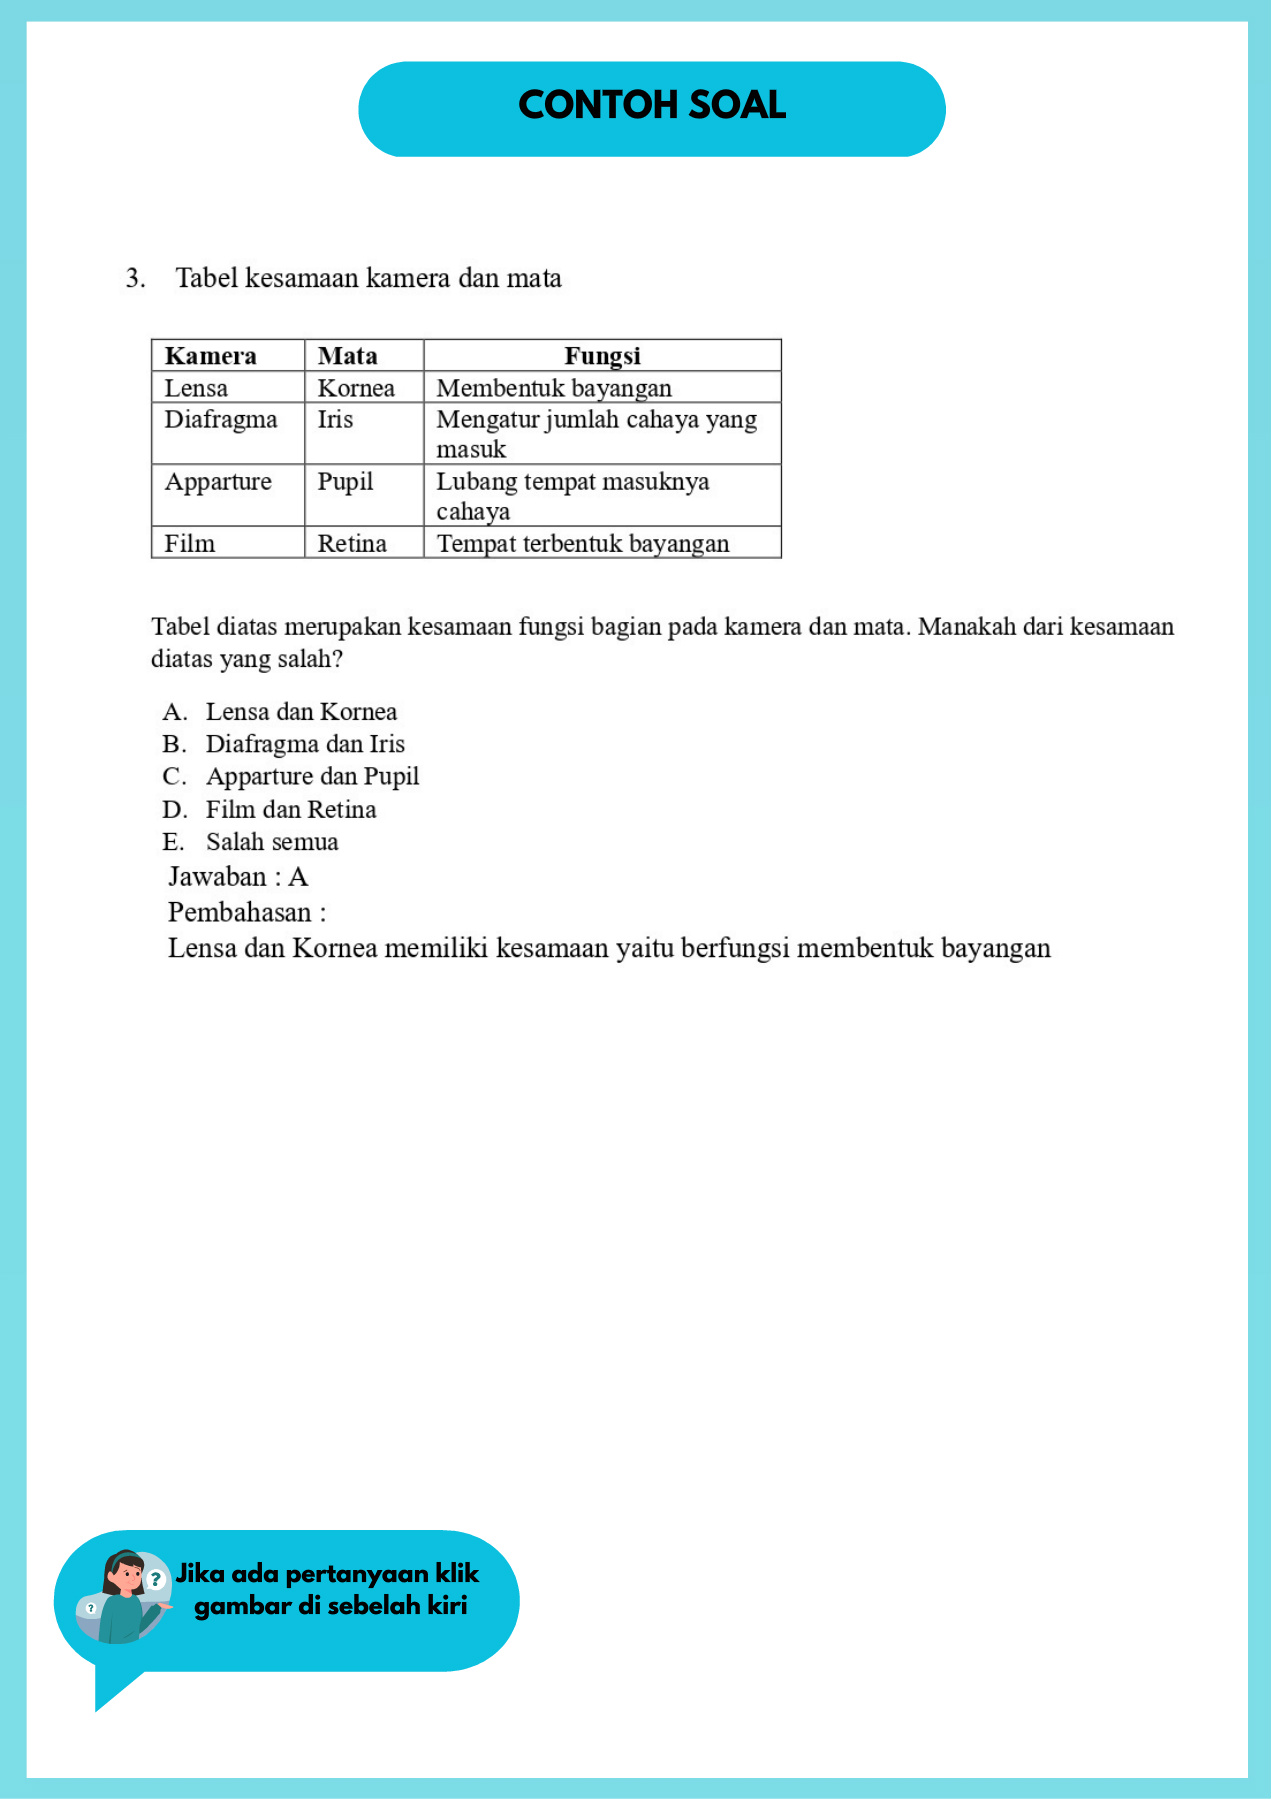 CONTOH SOAL
3. Tabel kesamaan kamera dan mata
Kamera Mata Fungsi
Lensa Kornea Membentuk bayangan
Diafragma Iris Mengatur jumlah cahaya yang
masuk
Apparture Pupil Lubang tempat masuknya
cahaya
Film Retina Tempat terbentuk bayangan
Tabel diatas merupakan kesamaan fungsi bagian pada kamera dan mata. Manakah dari kesamaan
diatas yang salah?
A. Lensa dan Kornea
B. Diafragma dan Iris
C. Apparture dan Pupil
D. Film dan Retina
E. Salah semua
Jawaban : A
Pembahasan :
Lensa dan Kornea memiliki kesamaan yaitu berfungsi membentuk bayangan
? ?
Jika ada pertanyaan klik
gambar di sebelah kiri